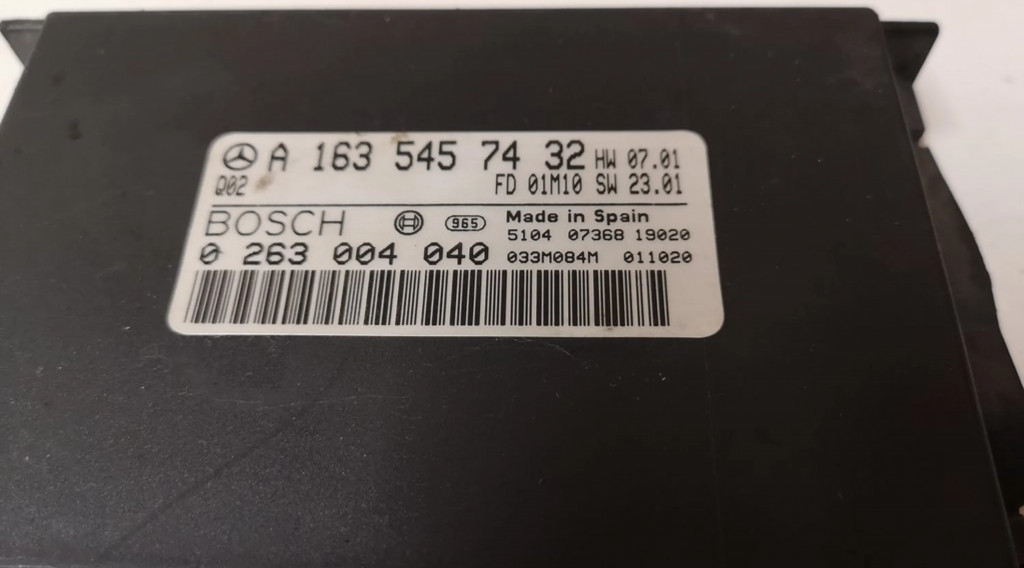 A 163 545 74 32 HW 07.01
Q02 FD 01M10 SW 23.01
BOSCH 965 Made in Spain
5104 07368 19020
0 263 004 040 033M084M 011020